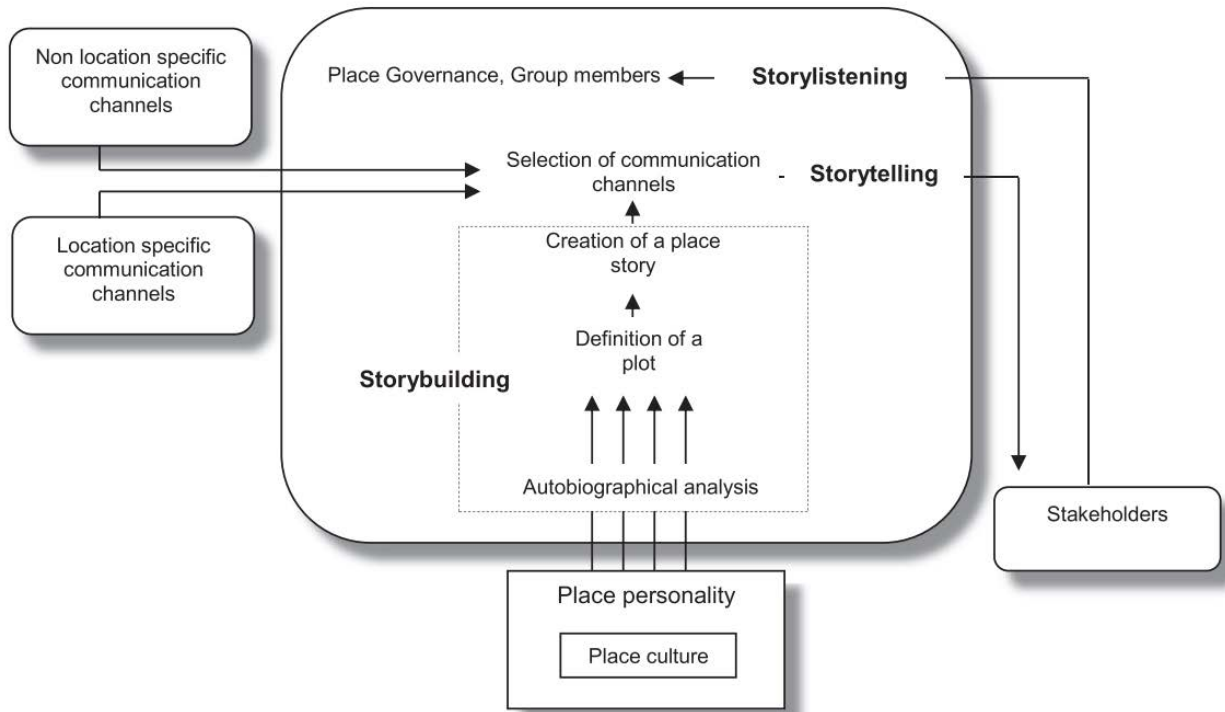 Non location specific
communication
channels
Place Governance, Group members
Storylistening
Selection of communication
channels
Storytelling
Location specific
communication
channels
Creation of a place
story
Definition of a
plot
Storybuilding
Autobiographical analysis
Stakeholders
Place personality
Place culture